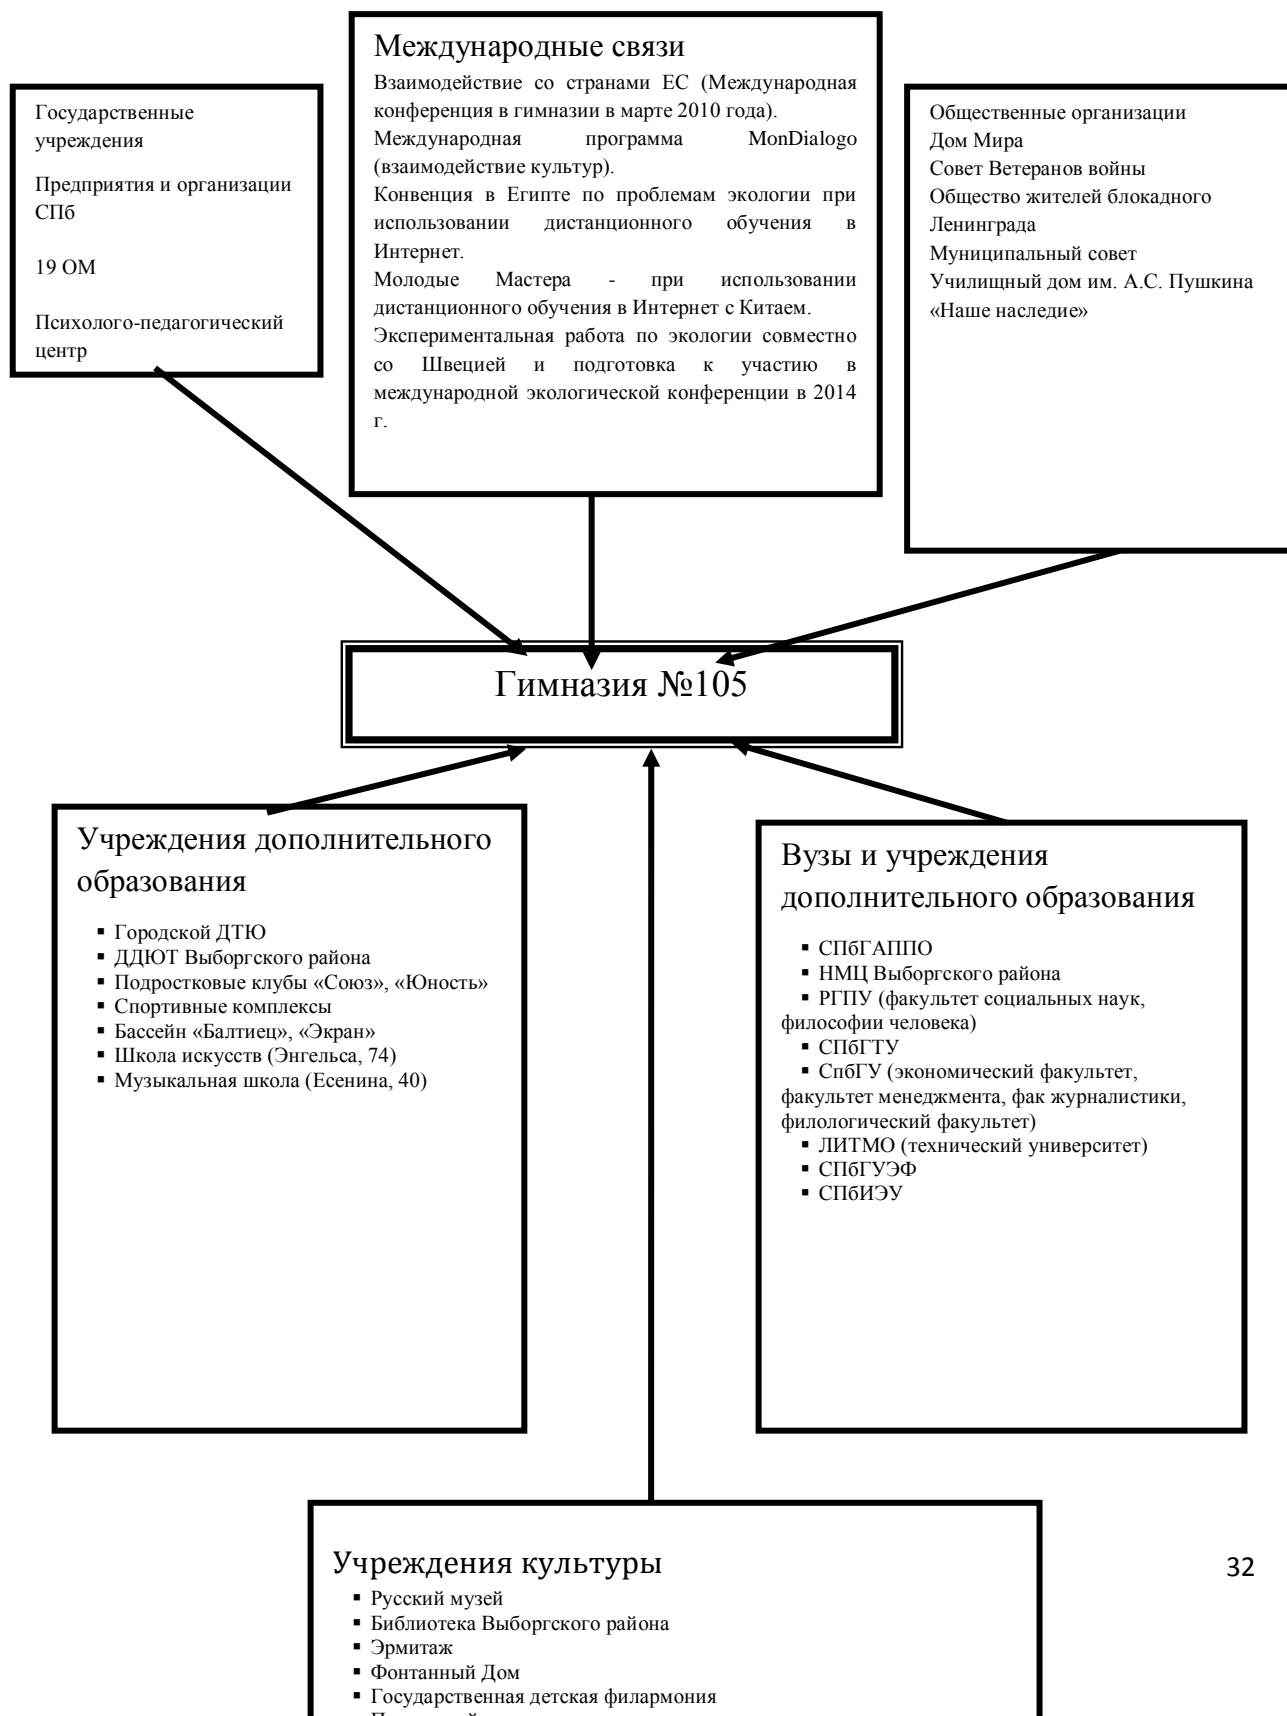 Международные связи
Взаимодействие со странами ЕС (Международная
конференция в гимназии в марте 2010 года).
Международная программа MonDialogo
(взаимодействие культур).
Конвенция в Египте по проблемам экологии при
использовании дистанционного обучения в
Интернет.
Молодые Мастера - при использовании
дистанционного обучения в Интернет с Китаем.
Экспериментальная работа по экологии совместно
со Швецией и подготовка к участию в
международной экологической конференции в 2014
г.
Государственные
учреждения
Предприятия и организации
СПб
19 ОМ
Психолого-педагогический
центр
Общественные организации
Дом Мира
Совет Ветеранов войны
Общество жителей блокадного
Ленинграда
Муниципальный совет
Училищный дом им. А.С. Пушкина
«Наше наследие»
Гимназия №105
Учреждения дополнительного
образования
▪ Городской ДТЮ
▪ ДДЮТ Выборгского района
▪ Подростковые клубы «Союз», «Юность»
▪ Спортивные комплексы
▪ Бассейн «Балтиец», «Экран»
▪ Школа искусств (Энгельса, 74)
▪ Музыкальная школа (Есенина, 40)
Вузы и учреждения
дополнительного образования
▪ СПбГАППО
▪ НМЦ Выборгского района
▪ РГПУ (факультет социальных наук,
философии человека)
▪ СПбГТУ
▪ СпбГУ (экономический факультет,
факультет менеджмента, фак журналистики,
филологический факультет)
▪ ЛИТМО (технический университет)
▪ СПбГУЭФ
▪ СПбИЭУ
Учреждения культуры
▪ Русский музей
▪ Библиотека Выборгского района
▪ Эрмитаж
▪ Фонтанный Дом
▪ Государственная детская филармония
32